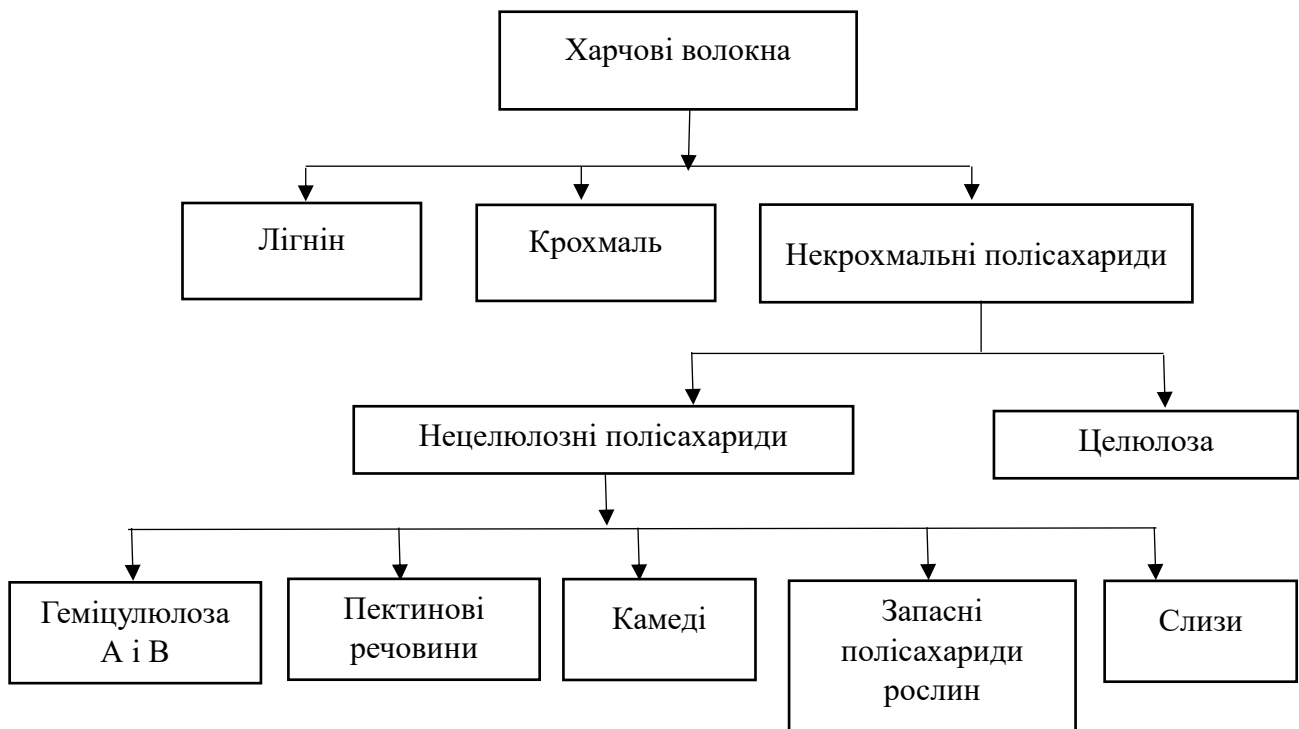 Харчові волокна
Лігнін
Крохмаль
Некрохмальні полісахариди
Нецелюлозні полісахариди
Целюлоза
Геміцулюлоза
А і В
Пектинові
речовини
Камеді
Запасні
полісахариди
рослин
Слизи